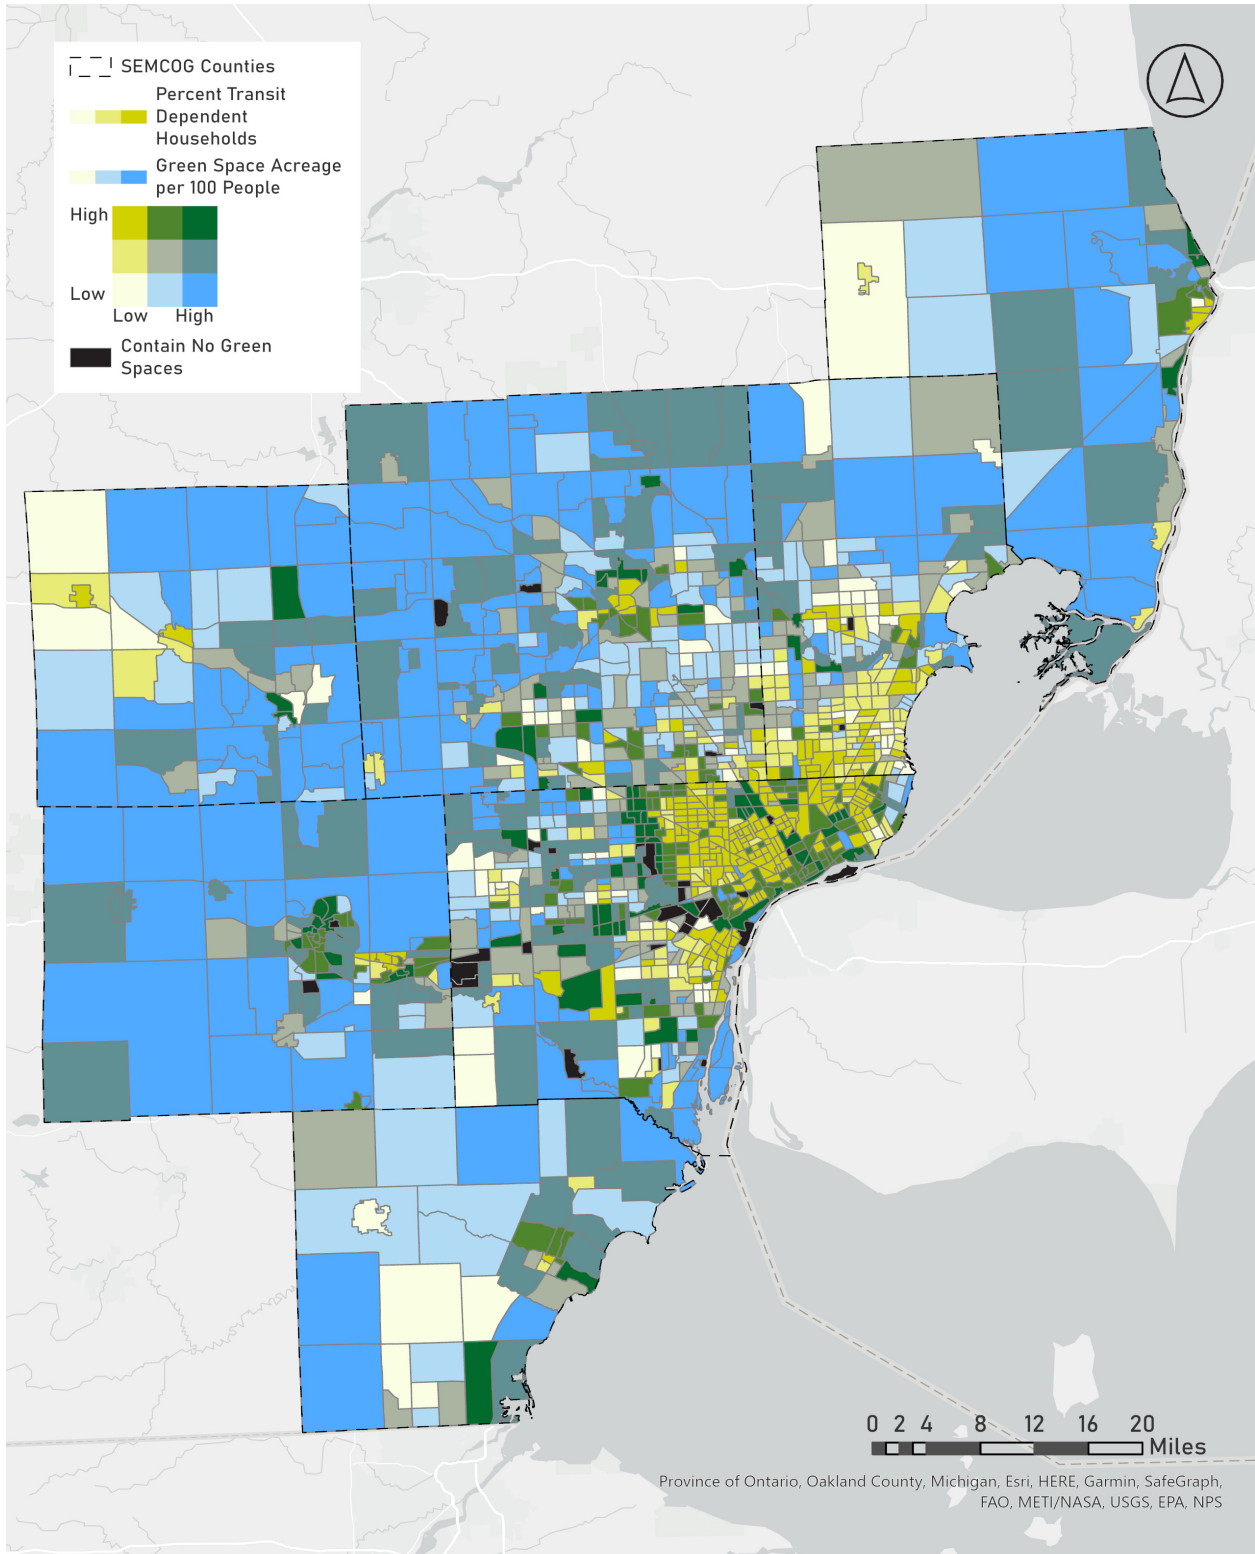 SEMCOG Counties
Percent Transit
Dependent
Households
Green Space Acreage
per 100 People
High
Low
Low High
Contain No Green
Spaces
0 2 4 8 12 16 20
Miles
Province of Ontario, Oakland County, Michigan, Esri, HERE, Garmin, SafeGraph,
FAO, METI/NASA, USGS, EPA, NPS